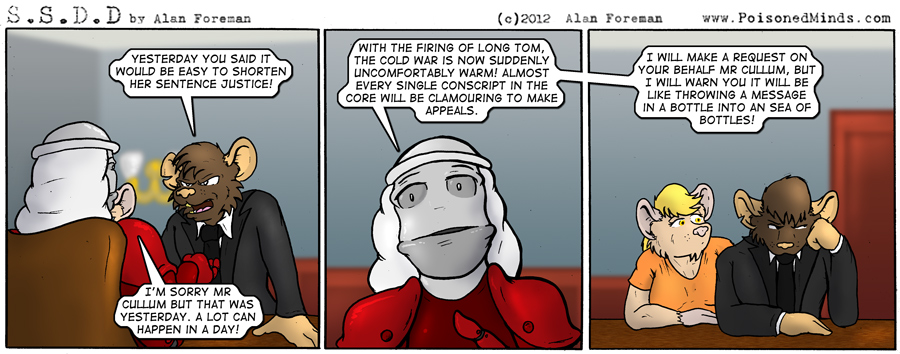 S.S.D.D by Alan Foreman (c)2012 Alan Foreman www.PoisonedMinds.com
YESTERDAY YOU SAID IT
WOULD BE EASY TO SHORTEN
HER SENTENCE JUSTICE!
I'M SORRY MR
CULLUM BUT THAT WAS
YESTERDAY. A LOT CAN
HAPPEN IN A DAY!
WITH THE FIRING OF LONG TOM,
THE COLD WAR IS NOW SUDDENLY
UNCOMFORTABLY WARM! ALMOST
EVERY SINGLE CONSCRIPT IN THE
CORE WILL BE CLAMOURING TO MAKE
APPEALS.
I WILL MAKE A REQUEST ON
YOUR BEHALF MR CULLUM, BUT
I WILL WARN YOU IT WILL BE
LIKE THROWING A MESSAGE
IN A BOTTLE INTO AN SEA OF
BOTTLES!